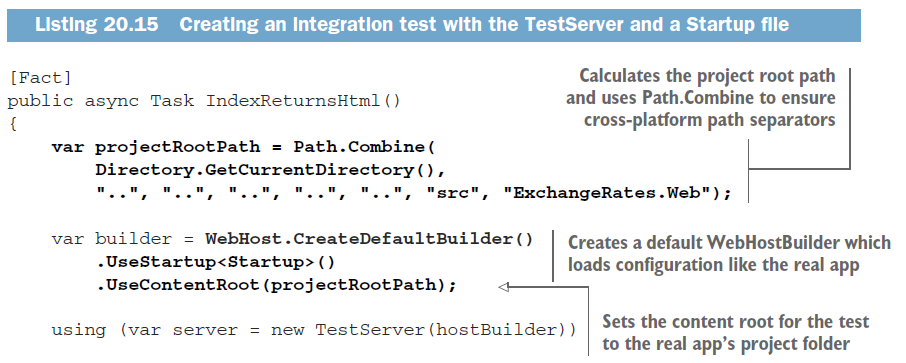 Listing 20.15 Creating an integration test with the TestServer and a Startup file
[Fact]
public async Task IndexReturnsHtml()
{
var projectRootPath = Path.Combine(
Directory.GetCurrentDirectory(),
"..", "..", "..", "..", "..", "src", "ExchangeRates.Web");
Calculates the project root path
and uses Path.Combine to ensure
cross-platform path separators
var builder = WebHost.CreateDefaultBuilder()
.UseStartup<Startup>()
.UseContentRoot(projectRootPath);
Creates a default WebHostBuilder which
loads configuration like the real app
using (var server = new TestServer(hostBuilder))
Sets the content root for the test
to the real app's project folder